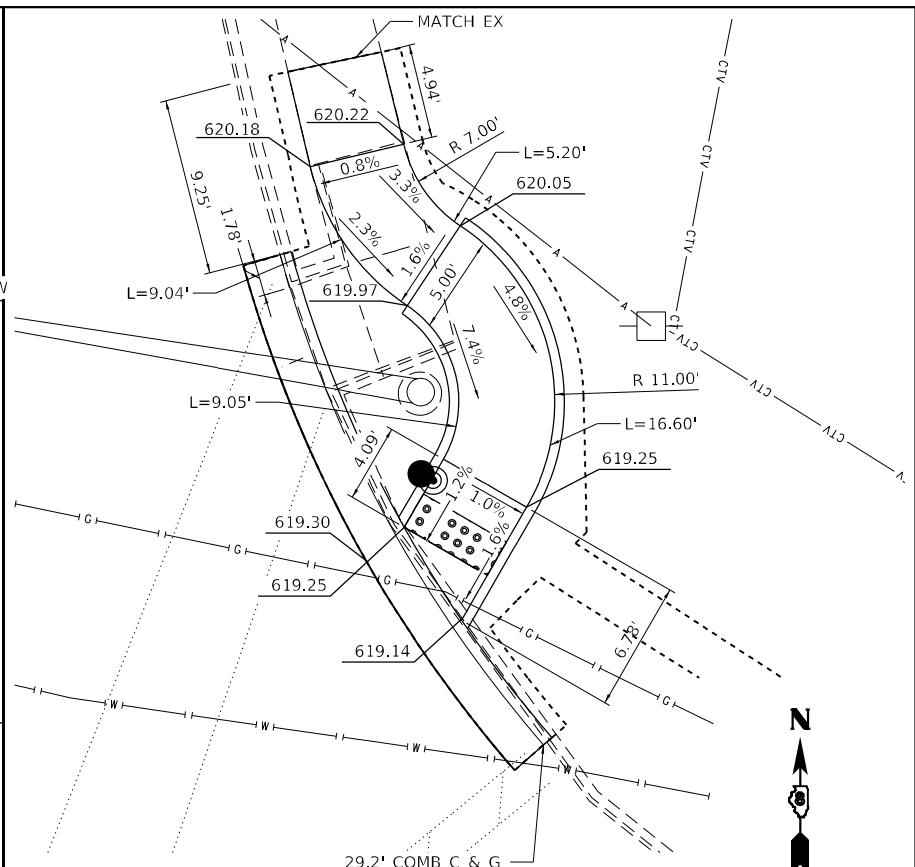 MATCH EX
A
4.94'
CTV
620.22
620.18
R 7.00'
A
A
L=5.20'
0.8%
3.3%
620.05
9.25'
A
CTV
1.78'
2.3%
1.6%
5.00'
A
L=9.04'
619.97
4.8%
W
7.4%
A
CTV
CTV
R 11.00'
L=9.05'
L=16.60'
CTV
4.09'
619.25
1.2%
1.0%
1.6%
G
619.30
G
G
619.25
G
619.14
6.78'
G
W
W
W
W
W
N
29.2' COMB C & G